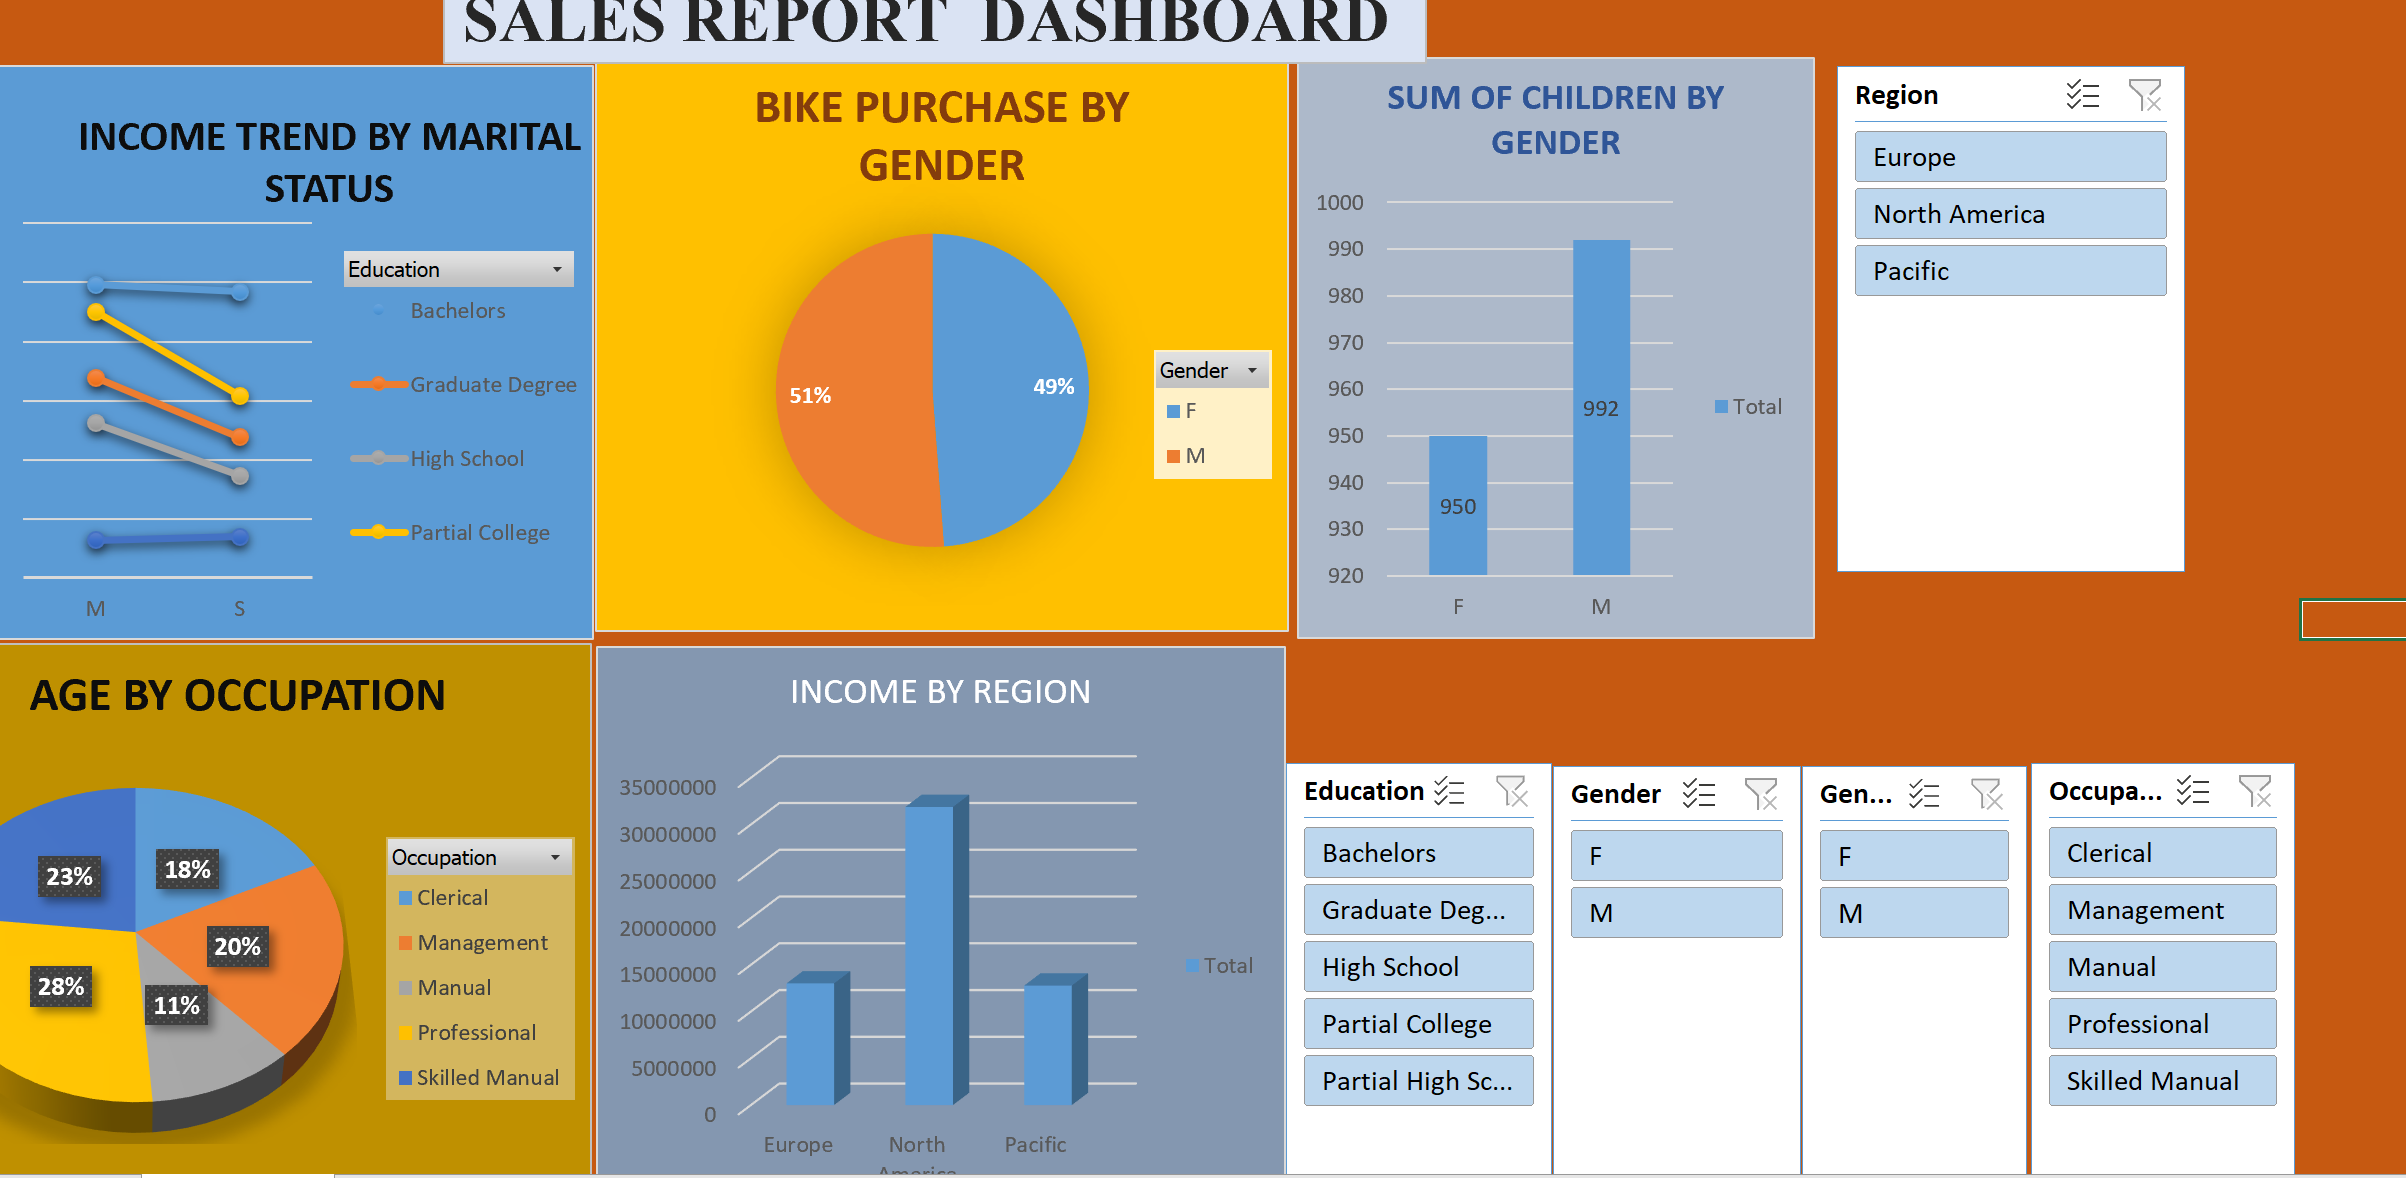 SALES REPORT DASHBOARD
INCOME TREND BY MARITAL
STATUS
Education
Bachelors
Graduate Degree
High School
Partial College
M
S
BIKE PURCHASE BY
GENDER
51%
49%
Gender
F
M
SUM OF CHILDREN BY
GENDER
1000
990
980
970
960
950
940
930
920
950
992
F
M
Total
Region
Europe
North America
Pacific
AGE BY OCCUPATION
23%
18%
20%
28%
11%
Occupation
Clerical
Management
Manual
Professional
Skilled Manual
INCOME BY REGION
35000000
30000000
25000000
20000000
15000000
10000000
5000000
0
Europe
North
America
Pacific
Total
Education
Bachelors
Graduate Deg...
High School
Partial College
Partial High Sc...
Gender
F
M
Gen...
F
M
Occupa...
Clerical
Management
Manual
Professional
Skilled Manual